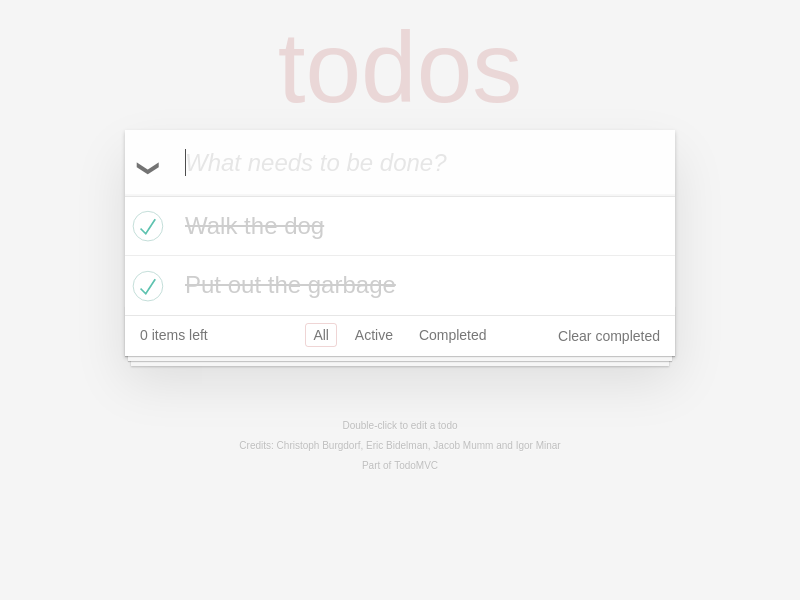 todos
What needs to be done?
Walk the dog
Put out the garbage
0 items left All Active Completed Clear completed
Double-click to edit a todo
Credits: Christoph Burgdorf, Eric Bidelman, Jacob Mumm and Igor Minar
Part of TodoMVC